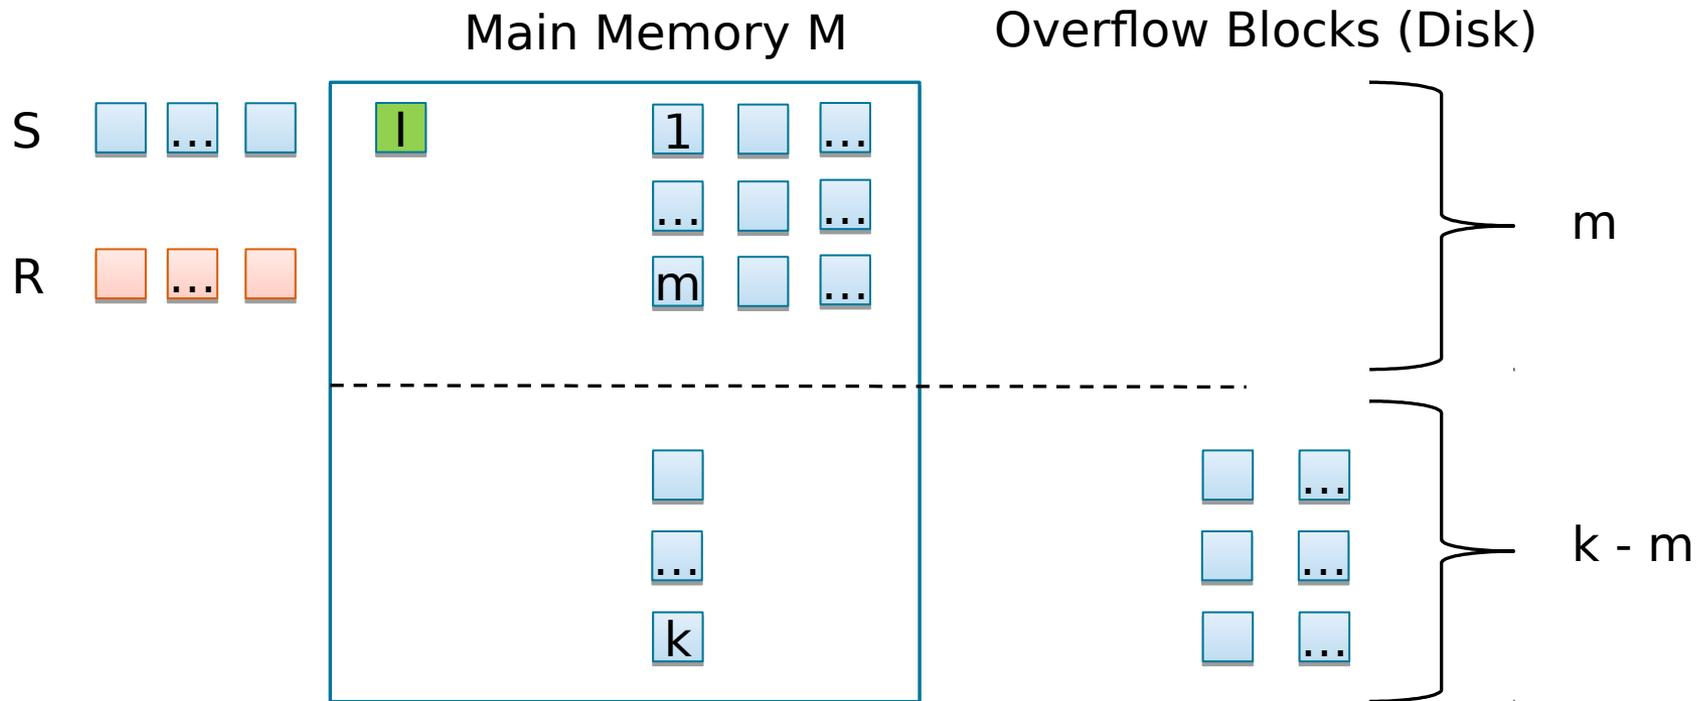 Main Memory M
Overflow Blocks (Disk)
S
...
I
1
...
...
...
m
R
...
m
...
...
...
k - m
k
...